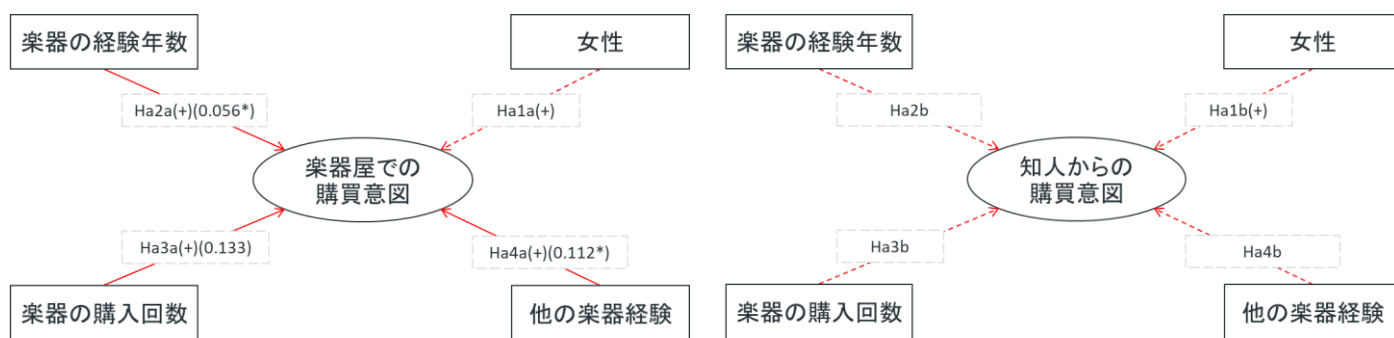 楽器の経験年数
女性
Ha2a(+)(0.056*)
Ha1a(+)
楽器屋での
購買意図
Ha3a(+)(0.133)
Ha4a(+)(0.112*)
楽器の購入回数
他の楽器経験
楽器の経験年数
女性
Ha2b
Ha1b(+)
知人からの
購買意図
Ha3b
Ha4b
楽器の購入回数
他の楽器経験